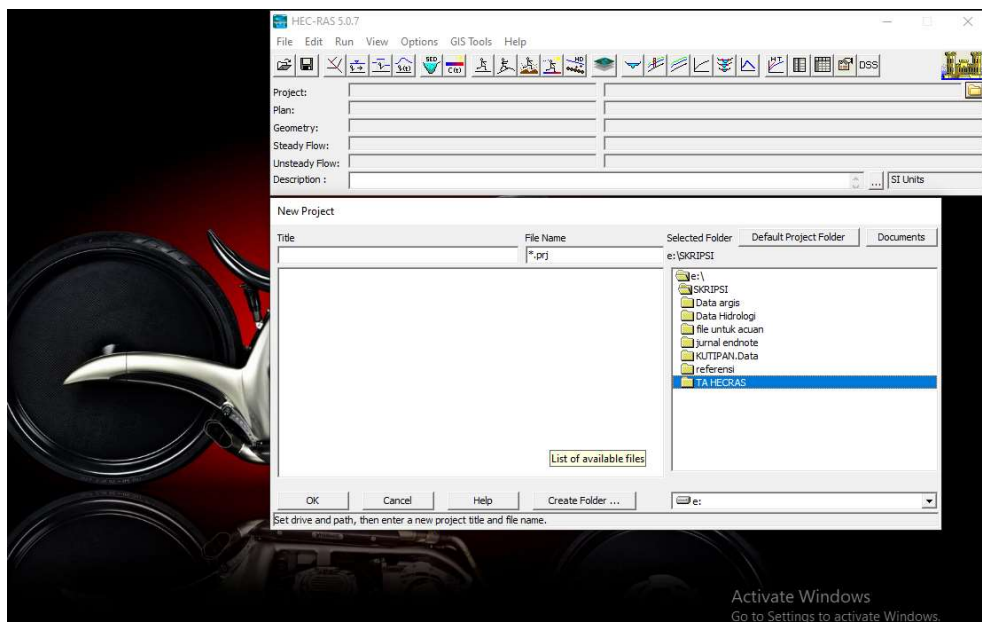 HEC-RAS 5.0.7
File Edit Run View Options GIS Tools Help
DSS
Project:
Plan:
Geometry:
Steady Flow:
Unsteady Flow:
Description : ... SI Units
New Project
Title File Name Selected Folder Default Project Folder Documents
*.prj e:\SKRIPSI
e:\
SKRIPSI
Data argis
Data Hidrologi
file untuk acuan
jurnal endnote
KUTIPAN.Data
referensi
TA HECRAS
List of available files
OK Cancel Help Create Folder ... e:
Set drive and path, then enter a new project title and file name.
Activate Windows
Go to Settings to activate Windows.